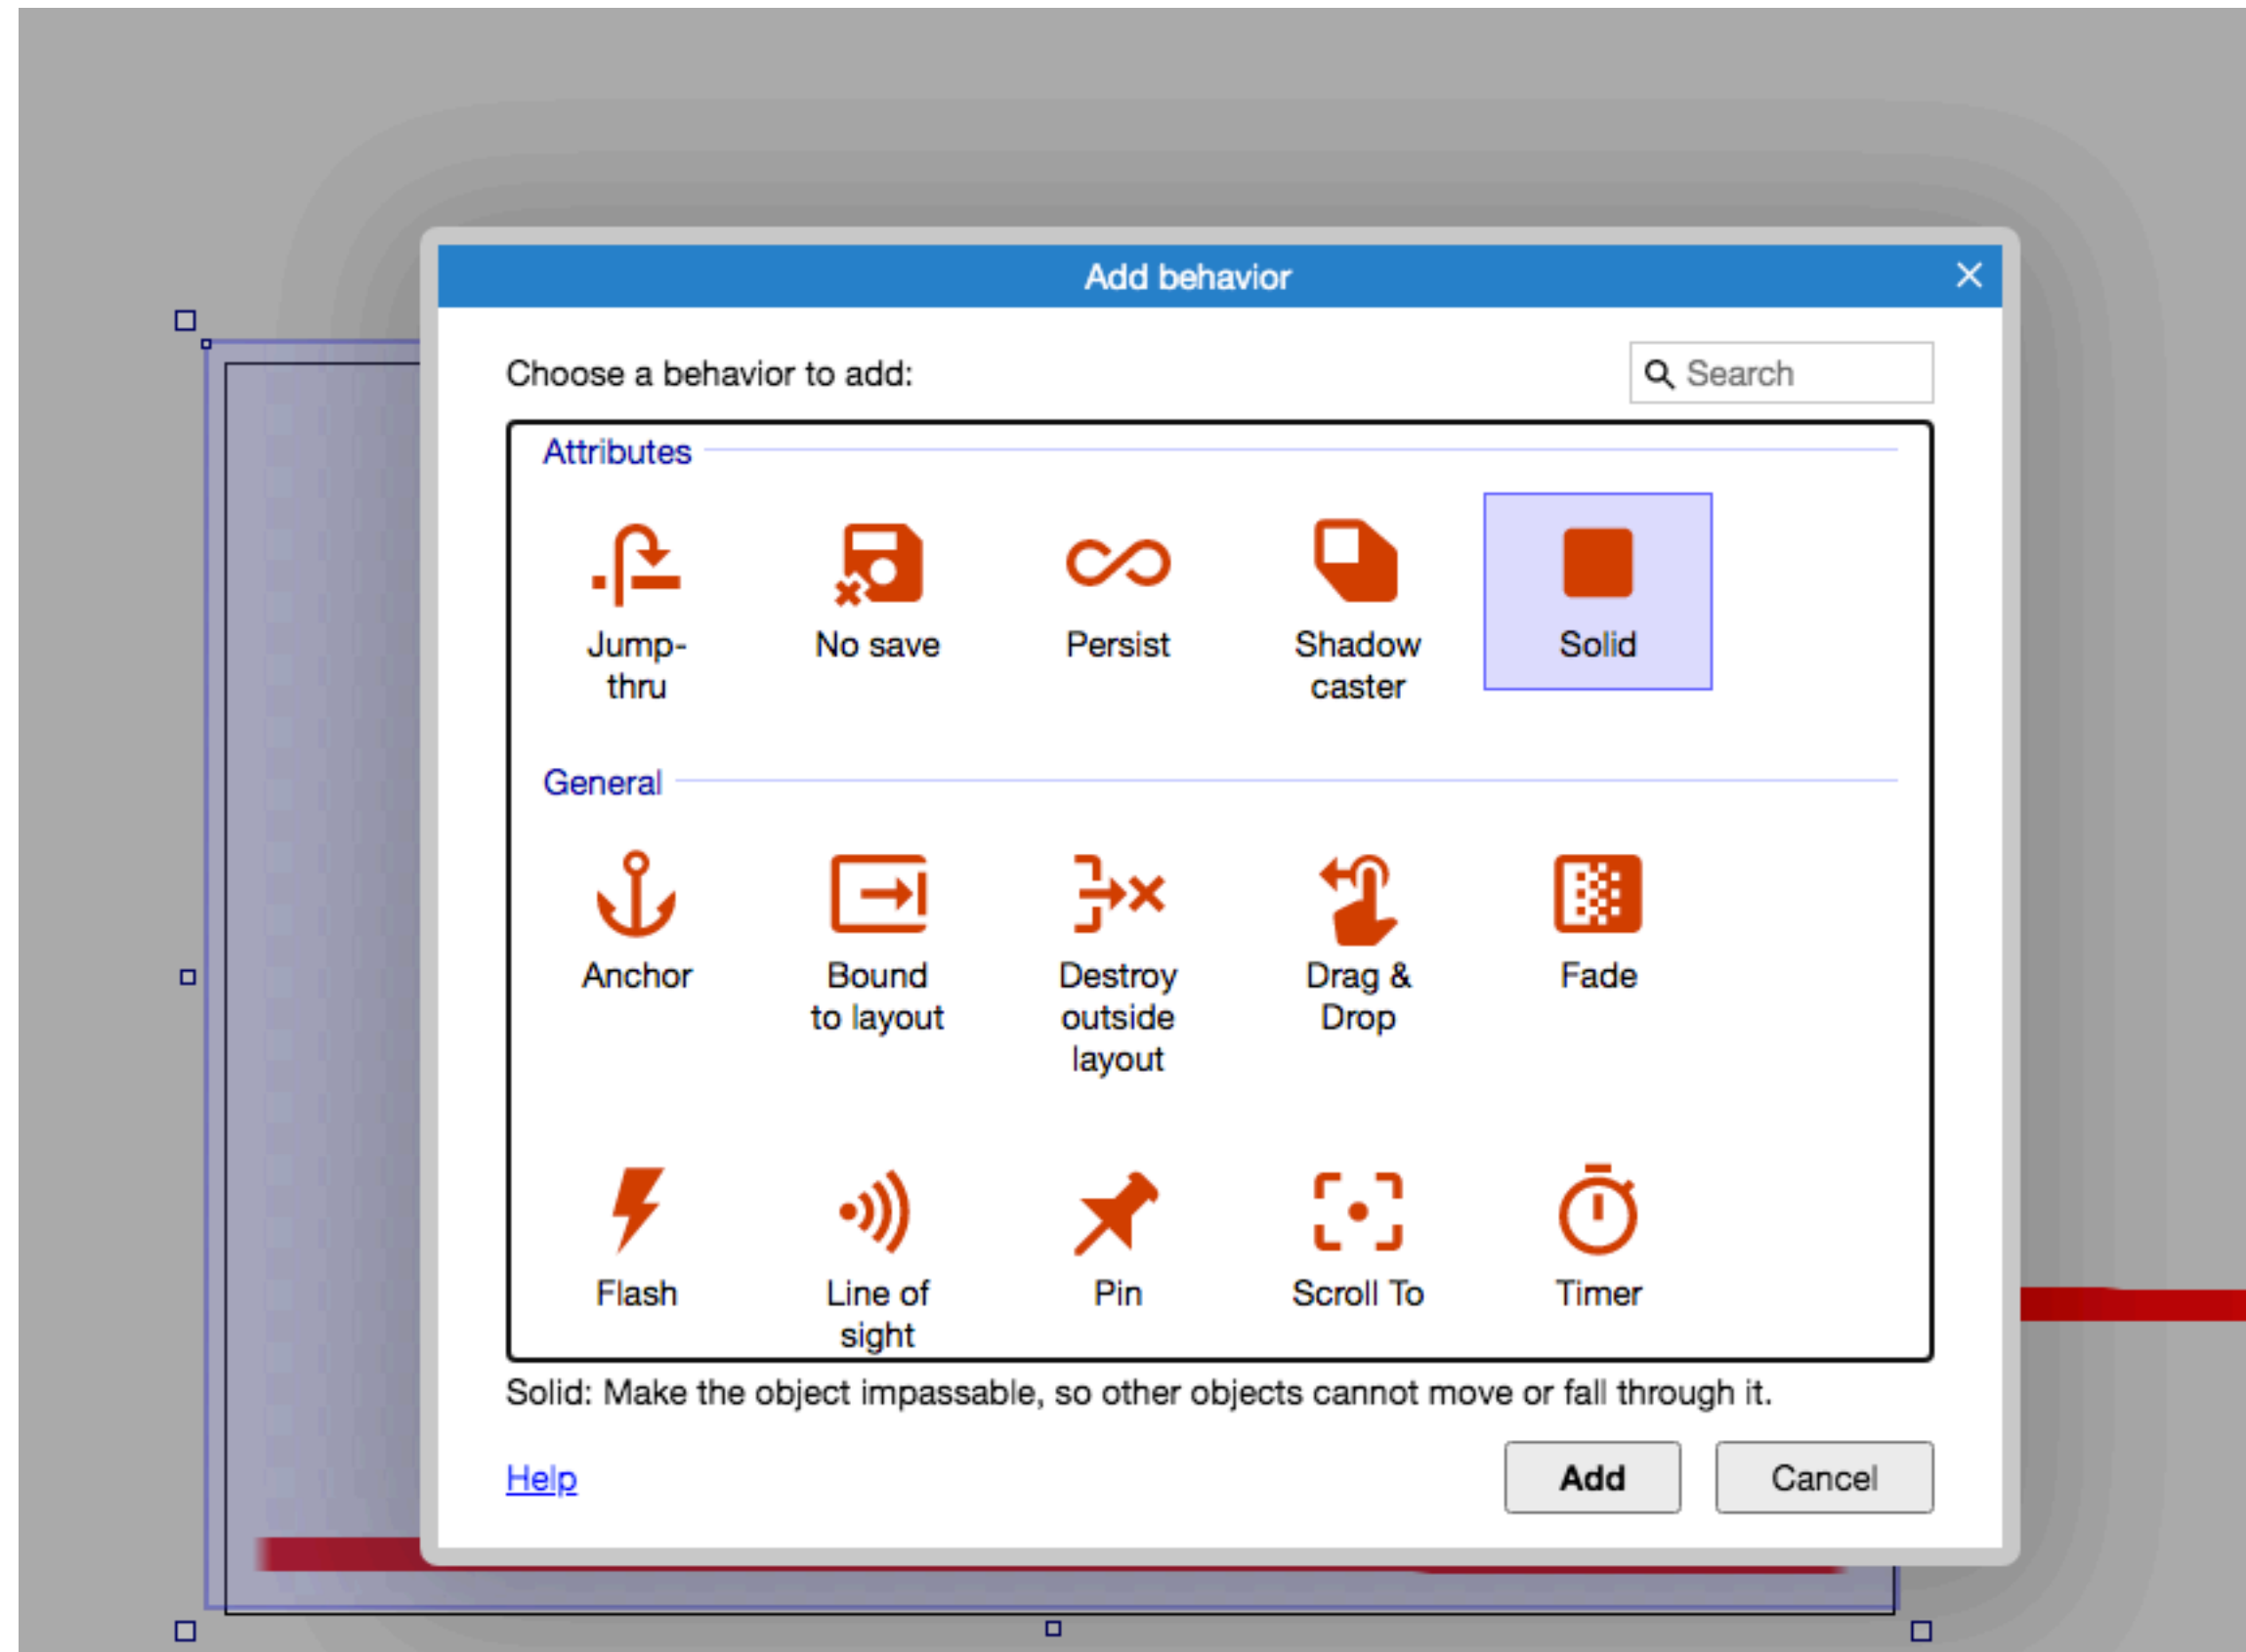 Add behavior
Choose a behavior to add:
Search
Attributes
Jump-
thru
No save
Persist
Shadow
caster
Solid
General
Anchor
Bound
to layout
Destroy
outside
layout
Drag &
Drop
Fade
Flash
Line of
sight
Pin
Scroll To
Timer
Solid: Make the object impassable, so other objects cannot move or fall through it.
Help
Add
Cancel